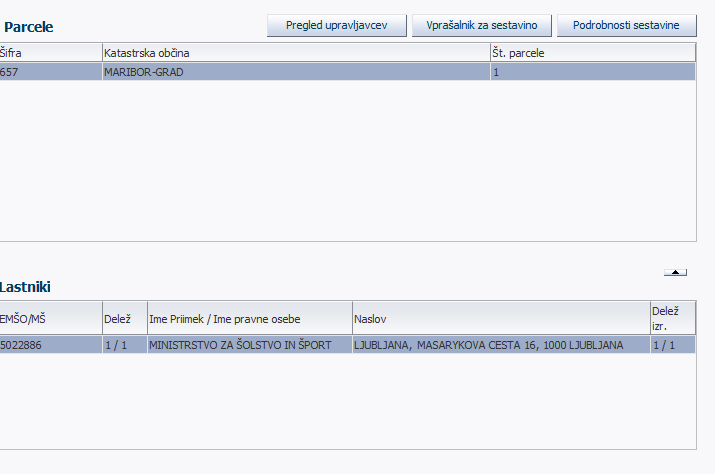 Parcele Pregled upravljavcev Vprašalnik za sestavino Podrobnosti sestavine
Šifra Katastrska občina Št. parcele
657 MARIBOR-GRAD 1
Lastniki
EMŠO/MŠ Delež Ime Priimek / Ime pravne osebe Naslov Delež izr.
5022886 1 / 1 MINISTRSTVO ZA ŠOLSTVO IN ŠPORT LJUBLJANA, MASARYKOVA CESTA 16, 1000 LJUBLJANA 1 / 1